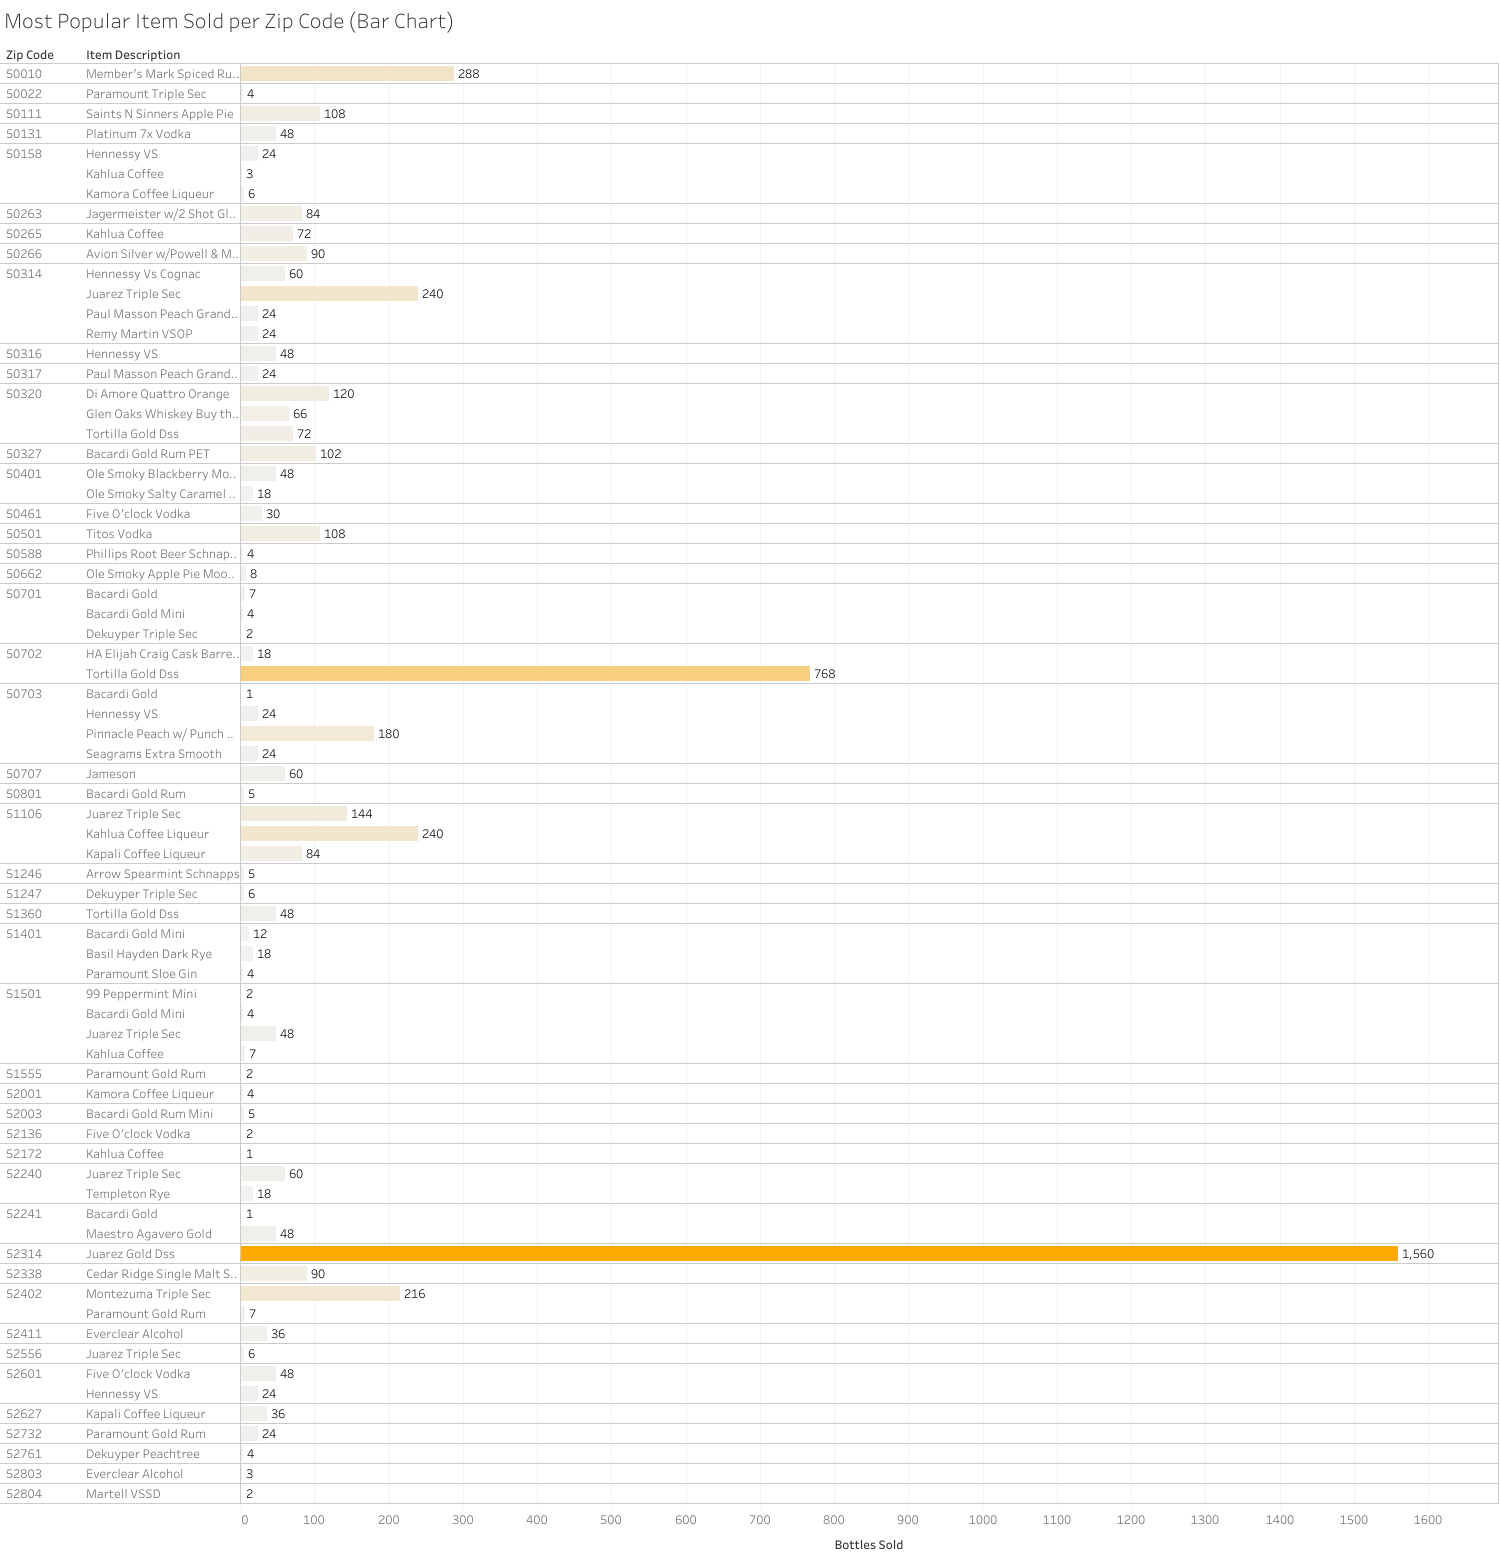 Most Popular Item Sold per Zip Code (Bar Chart)
Zip Code Item Description
50010 Member's Mark Spiced Ru.. 288
50022 Paramount Triple Sec 4
50111 Saints N Sinners Apple Pie 108
50131 Platinum 7x Vodka 48
50158 Hennessy VS 24
Kahlua Coffee 3
Kamora Coffee Liqueur 6
50263 Jagermeister w/2 Shot Gl.. 84
50265 Kahlua Coffee 72
50266 Avion Silver w/Powell & M.. 90
50314 Hennessy Vs Cognac 60
Juarez Triple Sec 240
Paul Masson Peach Grand.. 24
Remy Martin VSOP 24
50316 Hennessy VS 48
50317 Paul Masson Peach Grand.. 24
50320 Di Amore Quattro Orange 120
Glen Oaks Whiskey Buy th.. 66
Tortilla Gold Dss 72
50327 Bacardi Gold Rum PET 102
50401 Ole Smoky Blackberry Mo.. 48
Ole Smoky Salty Caramel .. 18
50461 Five O'clock Vodka 30
50501 Titos Vodka 108
50588 Phillips Root Beer Schnap.. 4
50662 Ole Smoky Apple Pie Moo.. 8
50701 Bacardi Gold 7
Bacardi Gold Mini 4
Dekuyper Triple Sec 2
50702 HA Elijah Craig Cask Barre.. 18
Tortilla Gold Dss 768
50703 Bacardi Gold 1
Hennessy VS 24
Pinnacle Peach w/ Punch .. 180
Seagrams Extra Smooth 24
50707 Jameson 60
50801 Bacardi Gold Rum 5
51106 Juarez Triple Sec 144
Kahlua Coffee Liqueur 240
Kapali Coffee Liqueur 84
51246 Arrow Spearmint Schnapps 5
51247 Dekuyper Triple Sec 6
51360 Tortilla Gold Dss 48
51401 Bacardi Gold Mini 12
Basil Hayden Dark Rye 18
Paramount Sloe Gin 4
51501 99 Peppermint Mini 2
Bacardi Gold Mini 4
Juarez Triple Sec 48
Kahlua Coffee 7
51555 Paramount Gold Rum 2
52001 Kamora Coffee Liqueur 4
52003 Bacardi Gold Rum Mini 5
52136 Five O'clock Vodka 2
52172 Kahlua Coffee 1
52240 Juarez Triple Sec 60
Templeton Rye 18
52241 Bacardi Gold 1
Maestro Agavero Gold 48
52314 Juarez Gold Dss 1,560
52338 Cedar Ridge Single Malt S.. 90
52402 Montezuma Triple Sec 216
Paramount Gold Rum 7
52411 Everclear Alcohol 36
52556 Juarez Triple Sec 6
52601 Five O'clock Vodka 48
Hennessy VS 24
52627 Kapali Coffee Liqueur 36
52732 Paramount Gold Rum 24
52761 Dekuyper Peachtree 4
52803 Everclear Alcohol 3
52804 Martell VSSD 2
0 100 200 300 400 500 600 700 800 900 1000 1100 1200 1300 1400 1500 1600
Bottles Sold